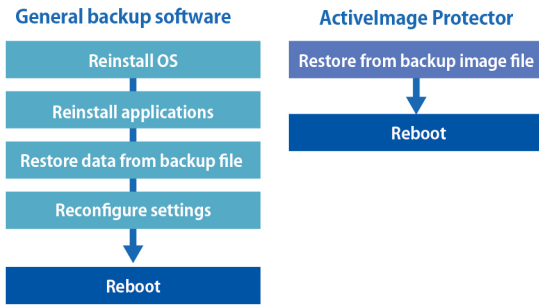 General backup software
Reinstall OS
Reinstall applications
Restore data from backup file
Reconfigure settings
Reboot
ActiveImage Protector
Restore from backup image file
Reboot